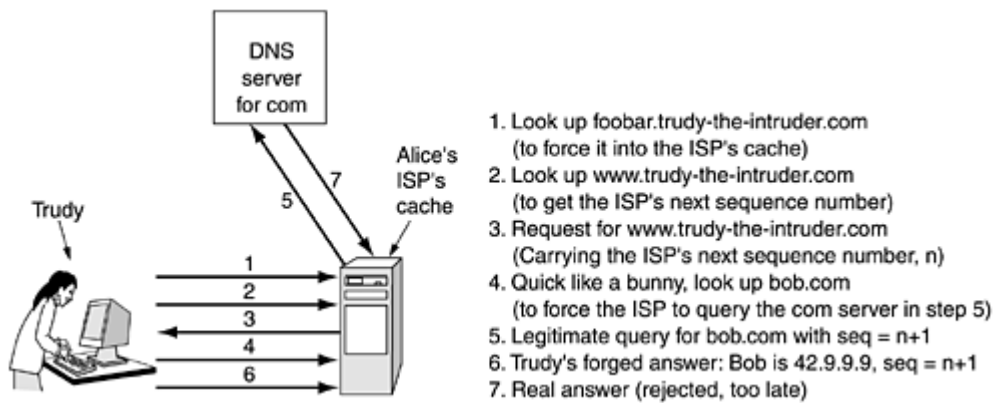 DNS
server
for com
Alice's
ISP's
cache
Trudy
1
2
3
4
6
5
7
1. Look up foobar.trudy-the-intruder.com
(to force it into the ISP's cache)
2. Look up www.trudy-the-intruder.com
(to get the ISP's next sequence number)
3. Request for www.trudy-the-intruder.com
(Carrying the ISP's next sequence number, n)
4. Quick like a bunny, look up bob.com
(to force the ISP to query the com server in step 5)
5. Legitimate query for bob.com with seq = n+1
6. Trudy's forged answer: Bob is 42.9.9.9, seq = n+1
7. Real answer (rejected, too late)